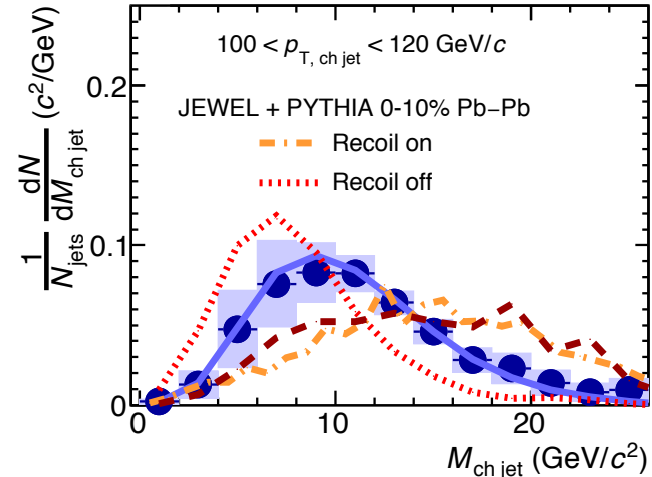 100 < p_T, ch jet < 120 GeV/c
JEWEL + PYTHIA 0-10% Pb−Pb
Recoil on
Recoil off
1/N_jets dN/dM_ch jet (c²/GeV)
0.2
0.1
0
0 10 20
M_ch jet (GeV/c²)